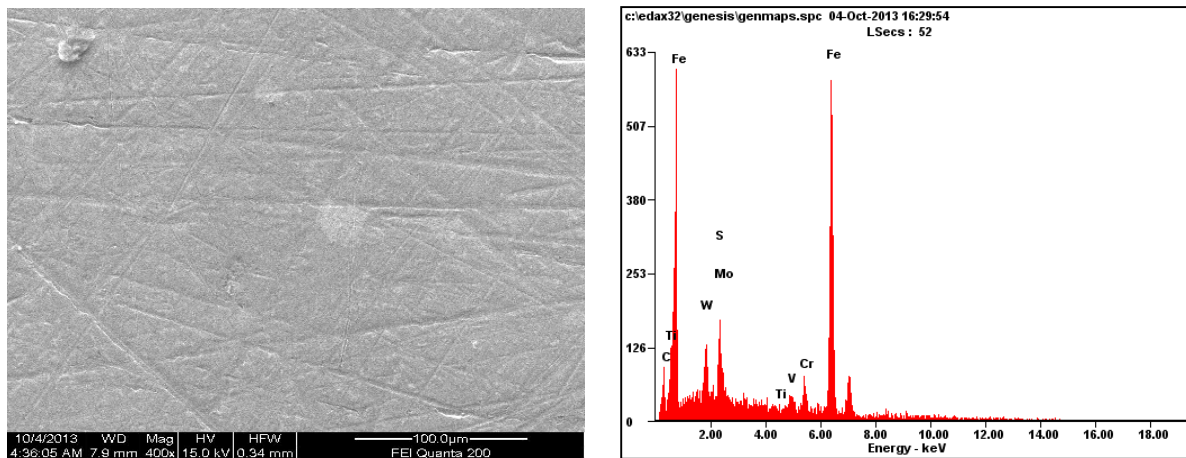 10/4/2013 WD Mag HV HFW 100.0µm
4:36:05 AM 7.9 mm 400x 15.0 kV 0.34 mm FEI Quanta 200
c:\edax32\genesis\genmaps.spc 04-Oct-2013 16:29:54
LSecs : 52
633
507
380
253
126
0
Fe
Fe
S
Mo
W
Ti
C
Cr
V
Ti
2.00 4.00 6.00 8.00 10.00 12.00 14.00 16.00 18.00
Energy - keV